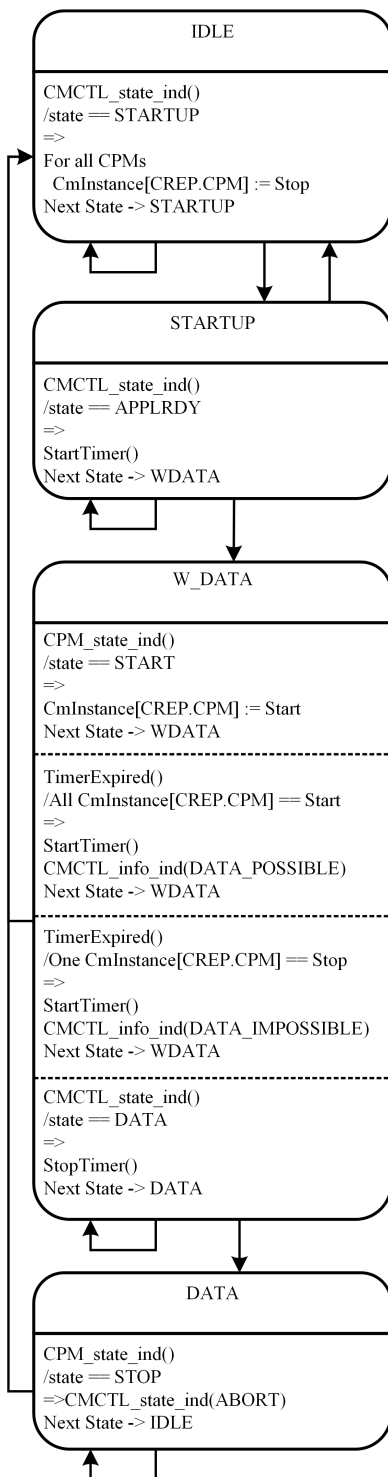 IDLE
CMCTL_state_ind()
/state == STARTUP
=>
For all CPMs
CmInstance[CREP.CPM] := Stop
Next State -> STARTUP
STARTUP
CMCTL_state_ind()
/state == APPLRDY
=>
StartTimer()
Next State -> WDATA
W_DATA
CPM_state_ind()
/state == START
=>
CmInstance[CREP.CPM] := Start
Next State -> WDATA
TimerExpired()
/All CmInstance[CREP.CPM] == Start
=>
StartTimer()
CMCTL_info_ind(DATA_POSSIBLE)
Next State -> WDATA
TimerExpired()
/One CmInstance[CREP.CPM] == Stop
=>
StartTimer()
CMCTL_info_ind(DATA_IMPOSSIBLE)
Next State -> WDATA
CMCTL_state_ind()
/state == DATA
=>
StopTimer()
Next State -> DATA
DATA
CPM_state_ind()
/state == STOP
=>CMCTL_state_ind(ABORT)
Next State -> IDLE